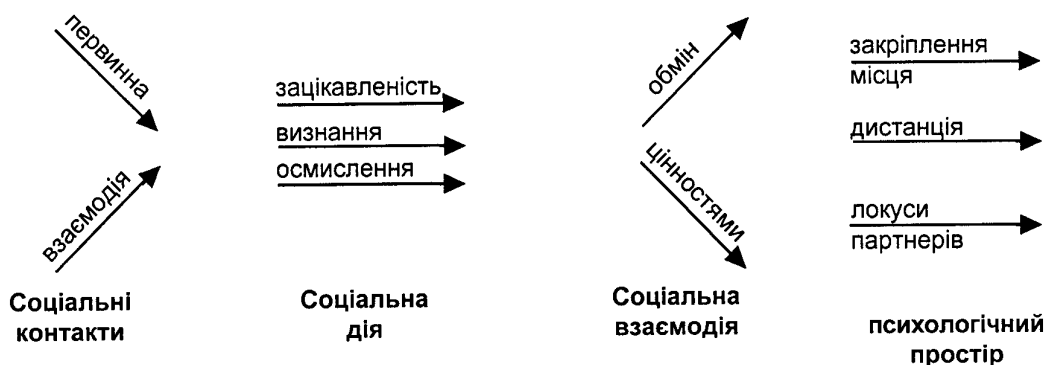 первинна
взаємодія
Соціальні
контакти
зацікавленість
визнання
осмислення
Соціальна
дія
обмін
цінностями
Соціальна
взаємодія
закріплення
місця
дистанція
локуси
партнерів
психологічний
простір